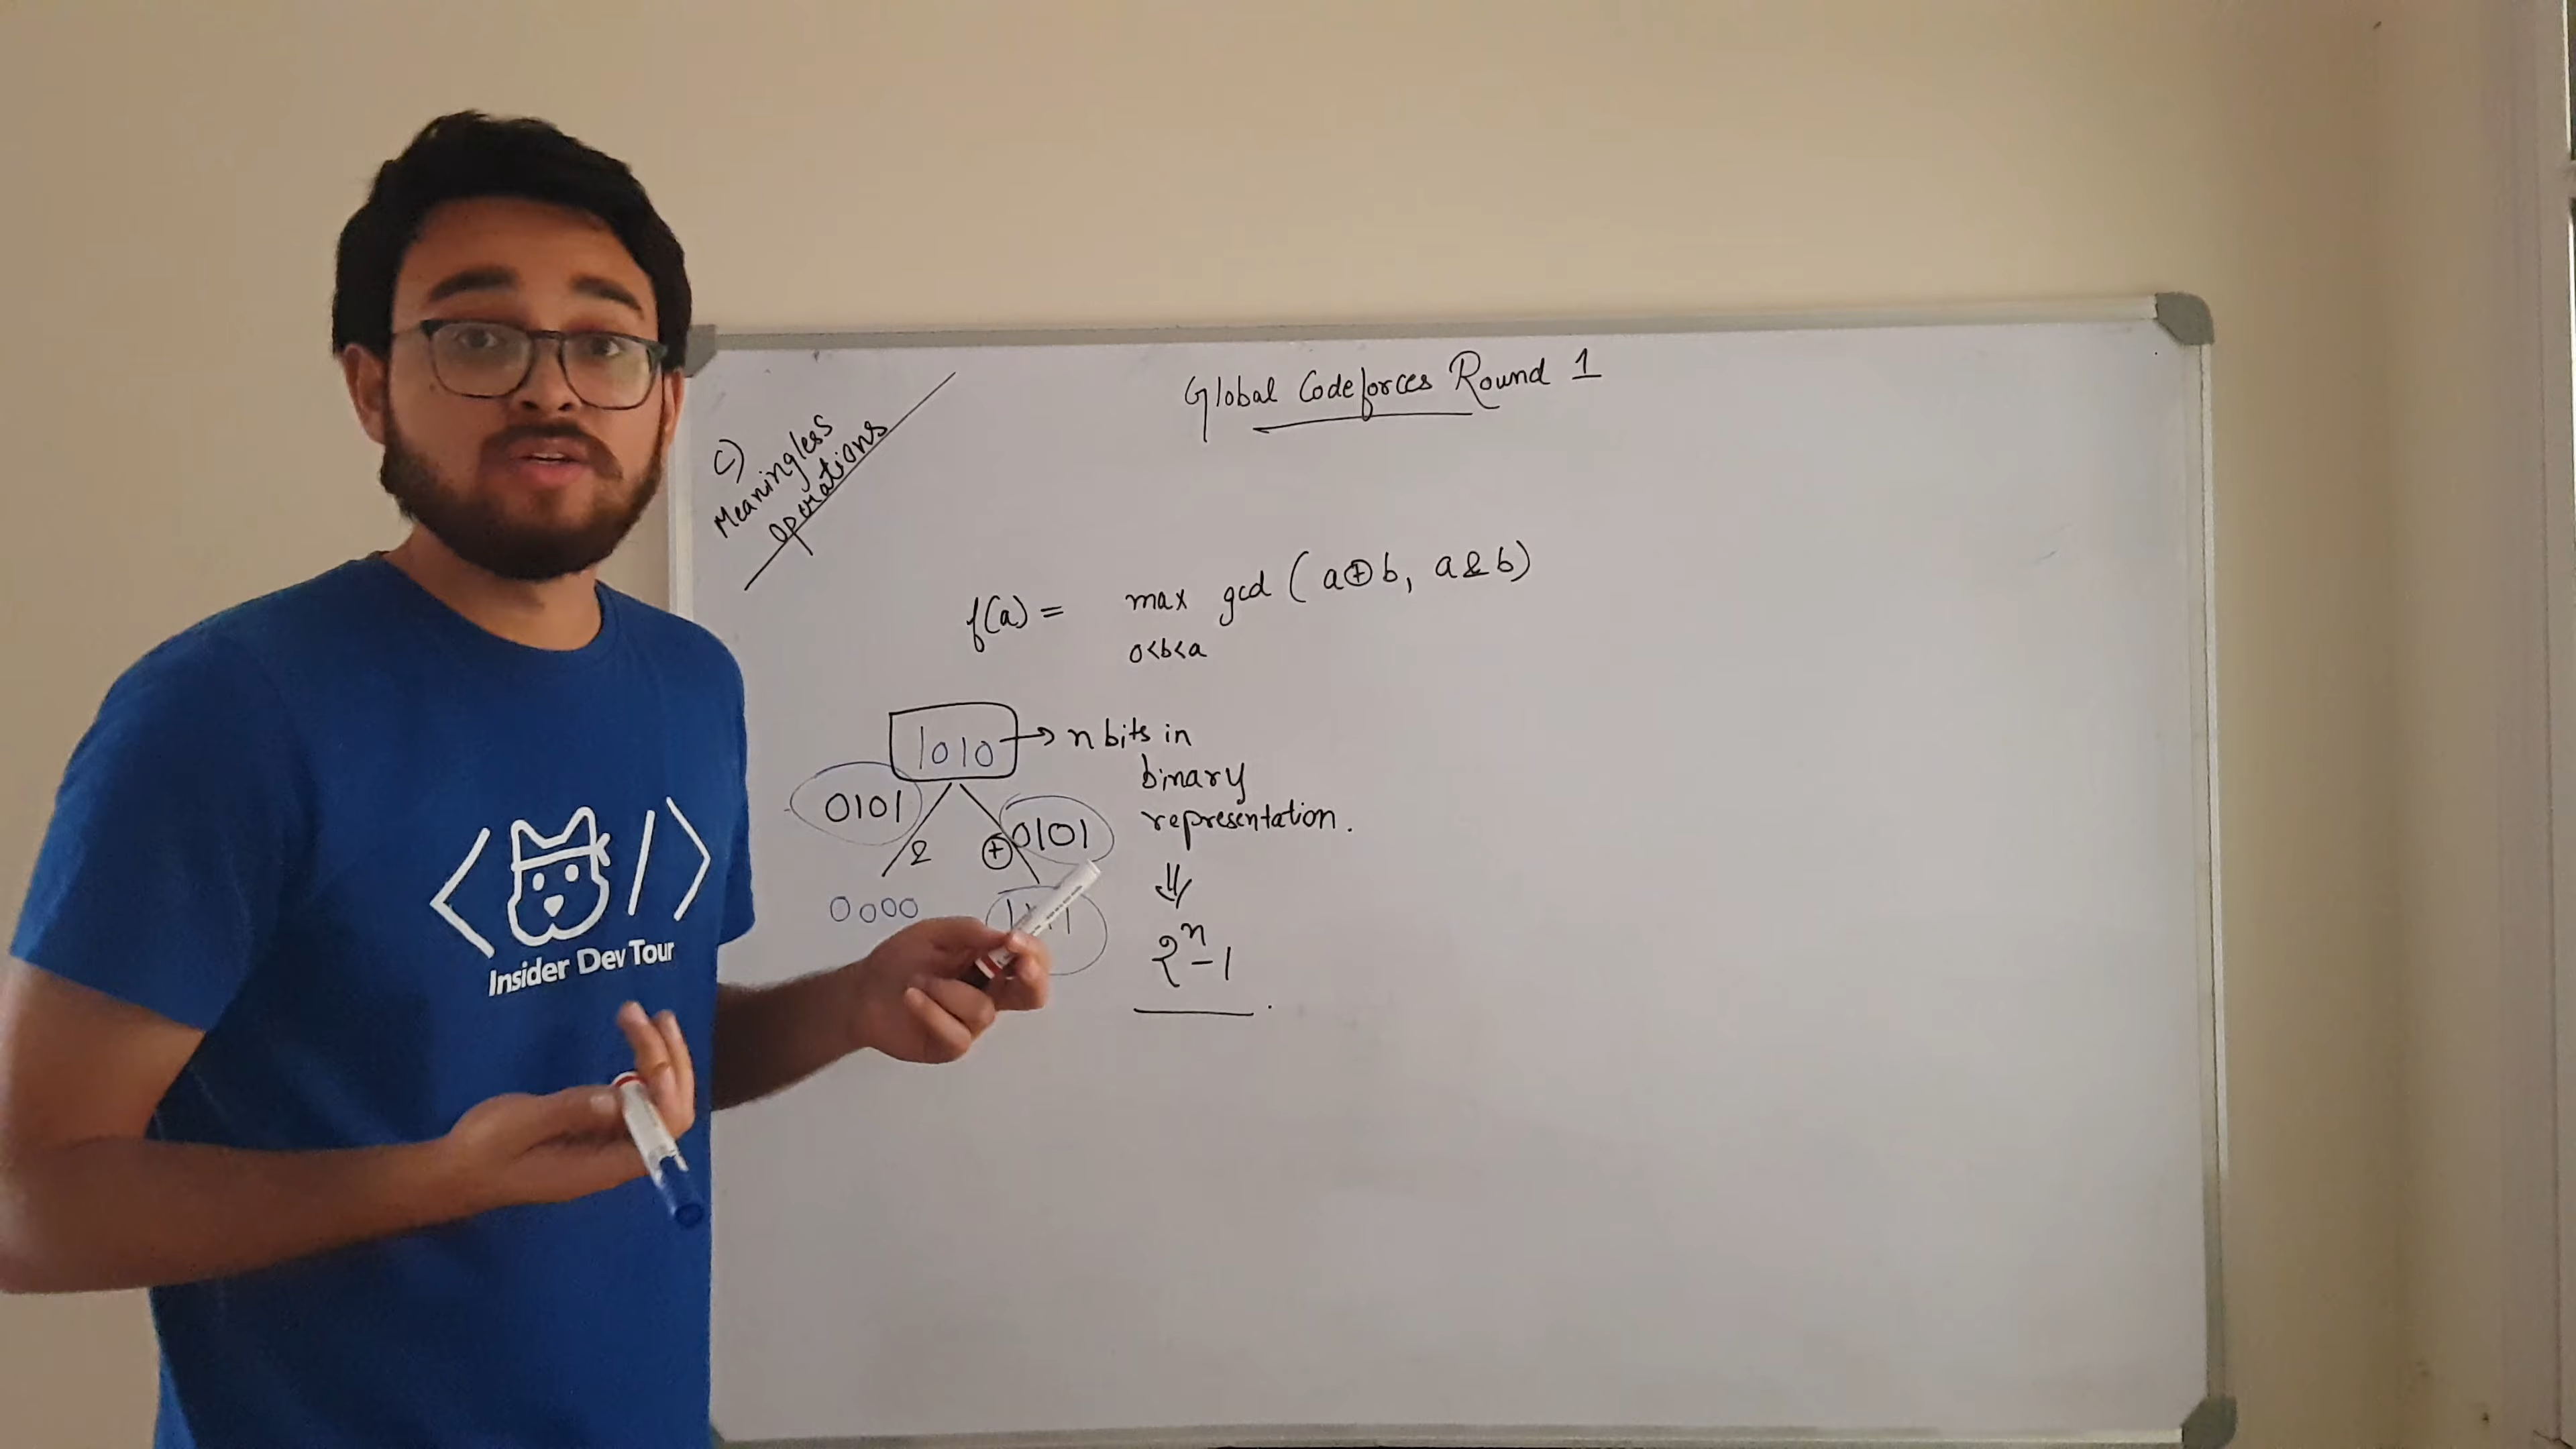 Global Codeforces Round 1
C)
Meaningless
operations
f(a) = max gcd ( a⊕b, a&b)
0<b<a
1010 → n bits in
binary
representation.
0101
0101
&
⊕
0000
⇓
2ⁿ-1
</> 
Insider Dev Tour